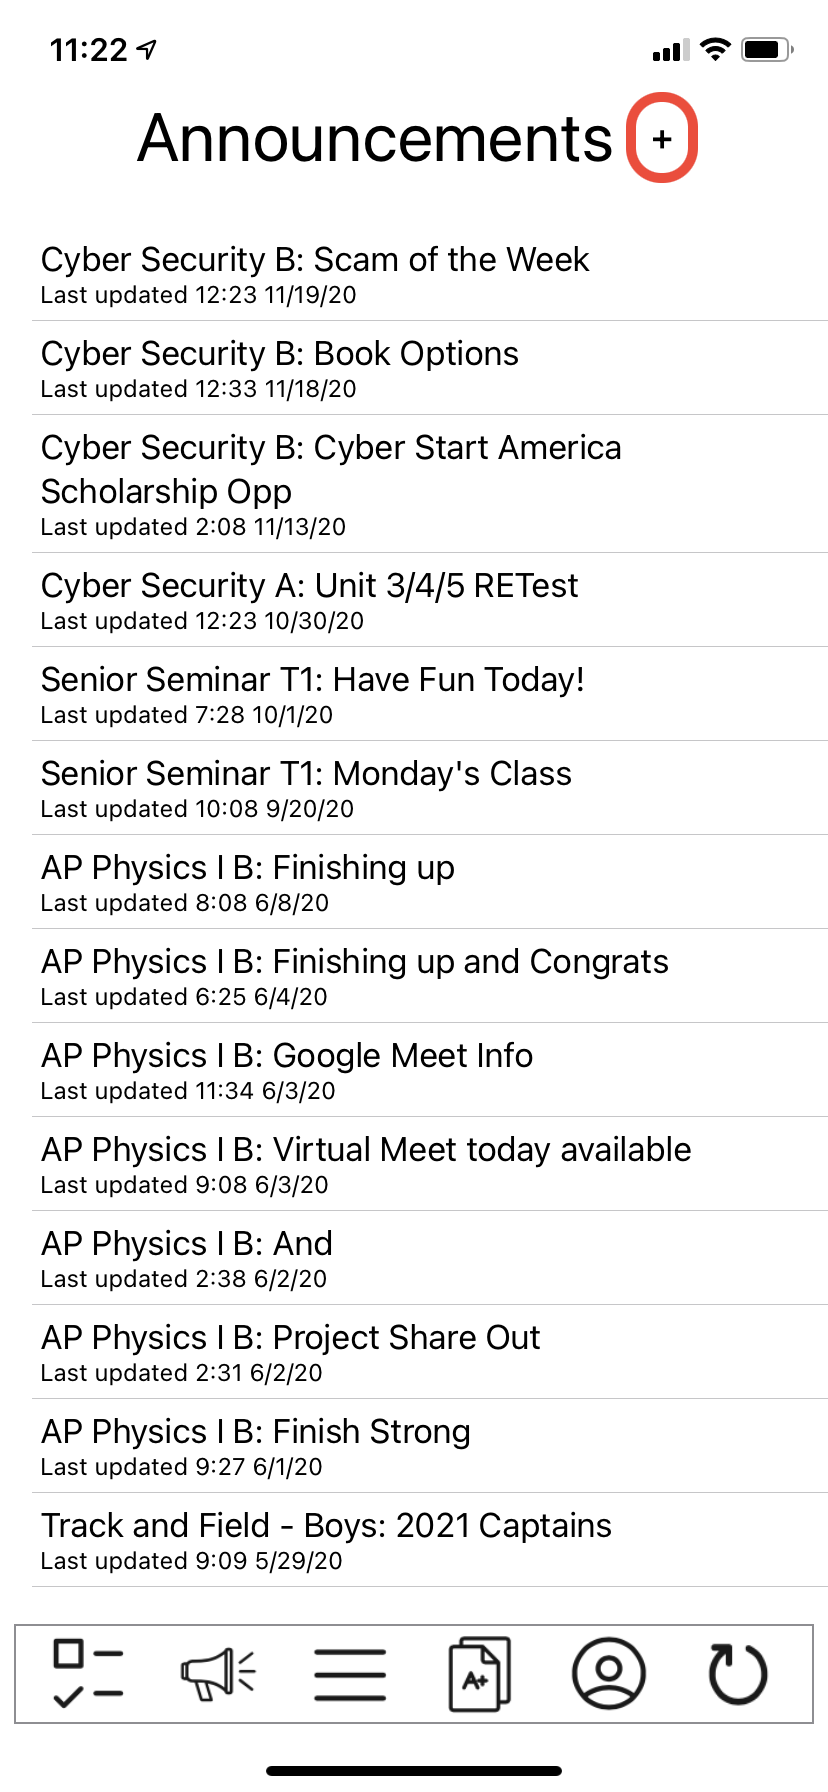 11:22
Announcements +
Cyber Security B: Scam of the Week
Last updated 12:23 11/19/20
Cyber Security B: Book Options
Last updated 12:33 11/18/20
Cyber Security B: Cyber Start America
Scholarship Opp
Last updated 2:08 11/13/20
Cyber Security A: Unit 3/4/5 RETest
Last updated 12:23 10/30/20
Senior Seminar T1: Have Fun Today!
Last updated 7:28 10/1/20
Senior Seminar T1: Monday's Class
Last updated 10:08 9/20/20
AP Physics I B: Finishing up
Last updated 8:08 6/8/20
AP Physics I B: Finishing up and Congrats
Last updated 6:25 6/4/20
AP Physics I B: Google Meet Info
Last updated 11:34 6/3/20
AP Physics I B: Virtual Meet today available
Last updated 9:08 6/3/20
AP Physics I B: And
Last updated 2:38 6/2/20
AP Physics I B: Project Share Out
Last updated 2:31 6/2/20
AP Physics I B: Finish Strong
Last updated 9:27 6/1/20
Track and Field - Boys: 2021 Captains
Last updated 9:09 5/29/20
A+